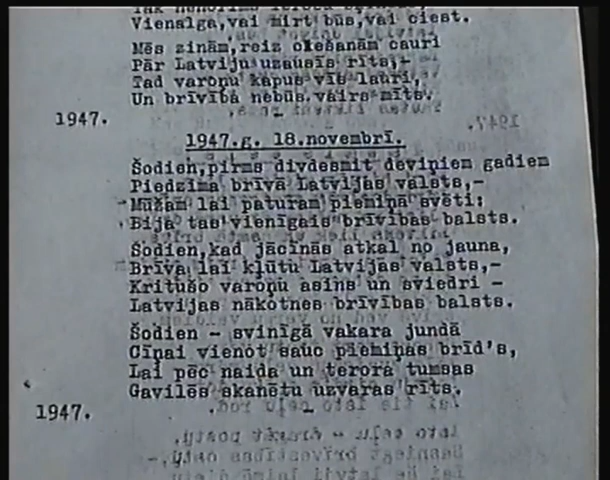 Vienalga,vai mirt būs,vai ciest.
Mēs zinām,reiz ciešanām cauri
Pār Latviju uzausīs rīts,-
Tad varoņu kapus vīs lauri,
Un brīvība nebūs vairs mīts.
1947.
1947.g. 18.novembrī.
Šodien,pirms divdesmit deviņiem gadiem
Piedzima brīvā Latvijas valsts,-
Mūžam lai paturam piemiņā svēti:
Bija tas vienīgais brīvības balsts.
Šodien,kad jācīnās atkal no jauna,
Brīva lai kļūtu Latvijas valsts,-
Kritušo varoņu asins un sviedri -
Latvijas nākotnes brīvības balsts.
Šodien - svinīgā vakara jundā
Cīņai vienot sauc piemiņas brīd's,
Lai pēc naida un terora tumsas
Gavilēs skanētu uzvaras rīts.
1947.